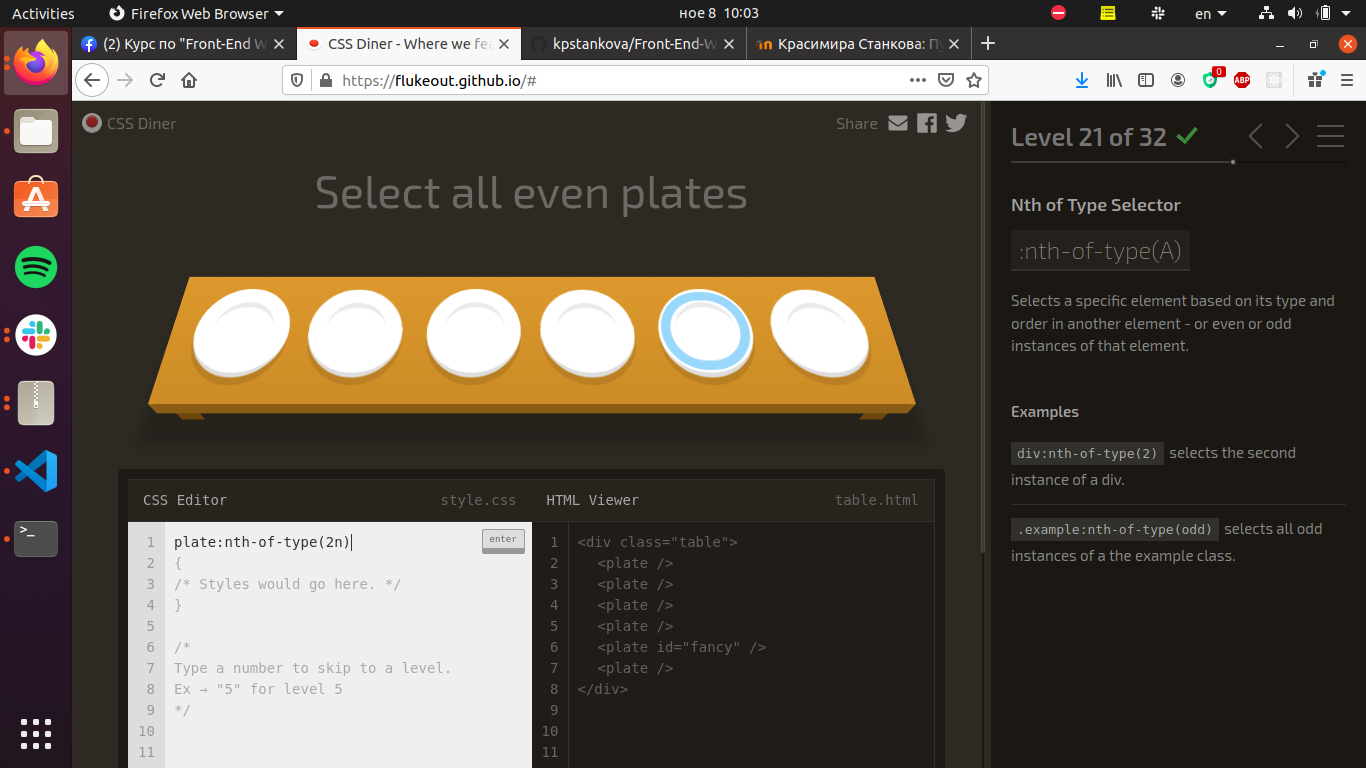 Activities
Firefox Web Browser
ное 8 10:03
en
(2) Курс по "Front-End W
CSS Diner - Where we fea
kpstankova/Front-End-W
Красимира Станкова: П
https://flukeout.github.io/#
0
ABP
CSS Diner
Share
Select all even plates
CSS Editor
style.css
HTML Viewer
table.html
enter
1 plate:nth-of-type(2n)
2 {
3 /* Styles would go here. */
4 }
5
6 /*
7 Type a number to skip to a level.
8 Ex → "5" for level 5
9 */
10
11
1 <div class="table">
2 <plate />
3 <plate />
4 <plate />
5 <plate />
6 <plate id="fancy" />
7 <plate />
8 </div>
9
10
11
Level 21 of 32
Nth of Type Selector
:nth-of-type(A)
Selects a specific element based on its type and
order in another element - or even or odd
instances of that element.
Examples
div:nth-of-type(2) selects the second
instance of a div.
.example:nth-of-type(odd) selects all odd
instances of a the example class.